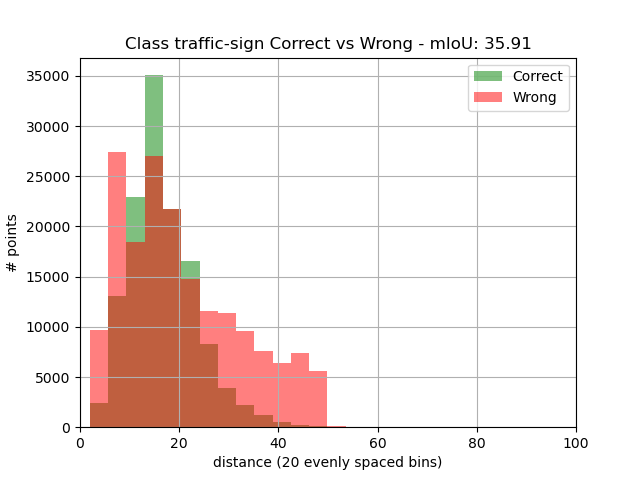 Class traffic-sign Correct vs Wrong - mIoU: 35.91
Correct
Wrong
35000
30000
25000
20000
15000
10000
5000
0
# points
0 20 40 60 80 100
distance (20 evenly spaced bins)